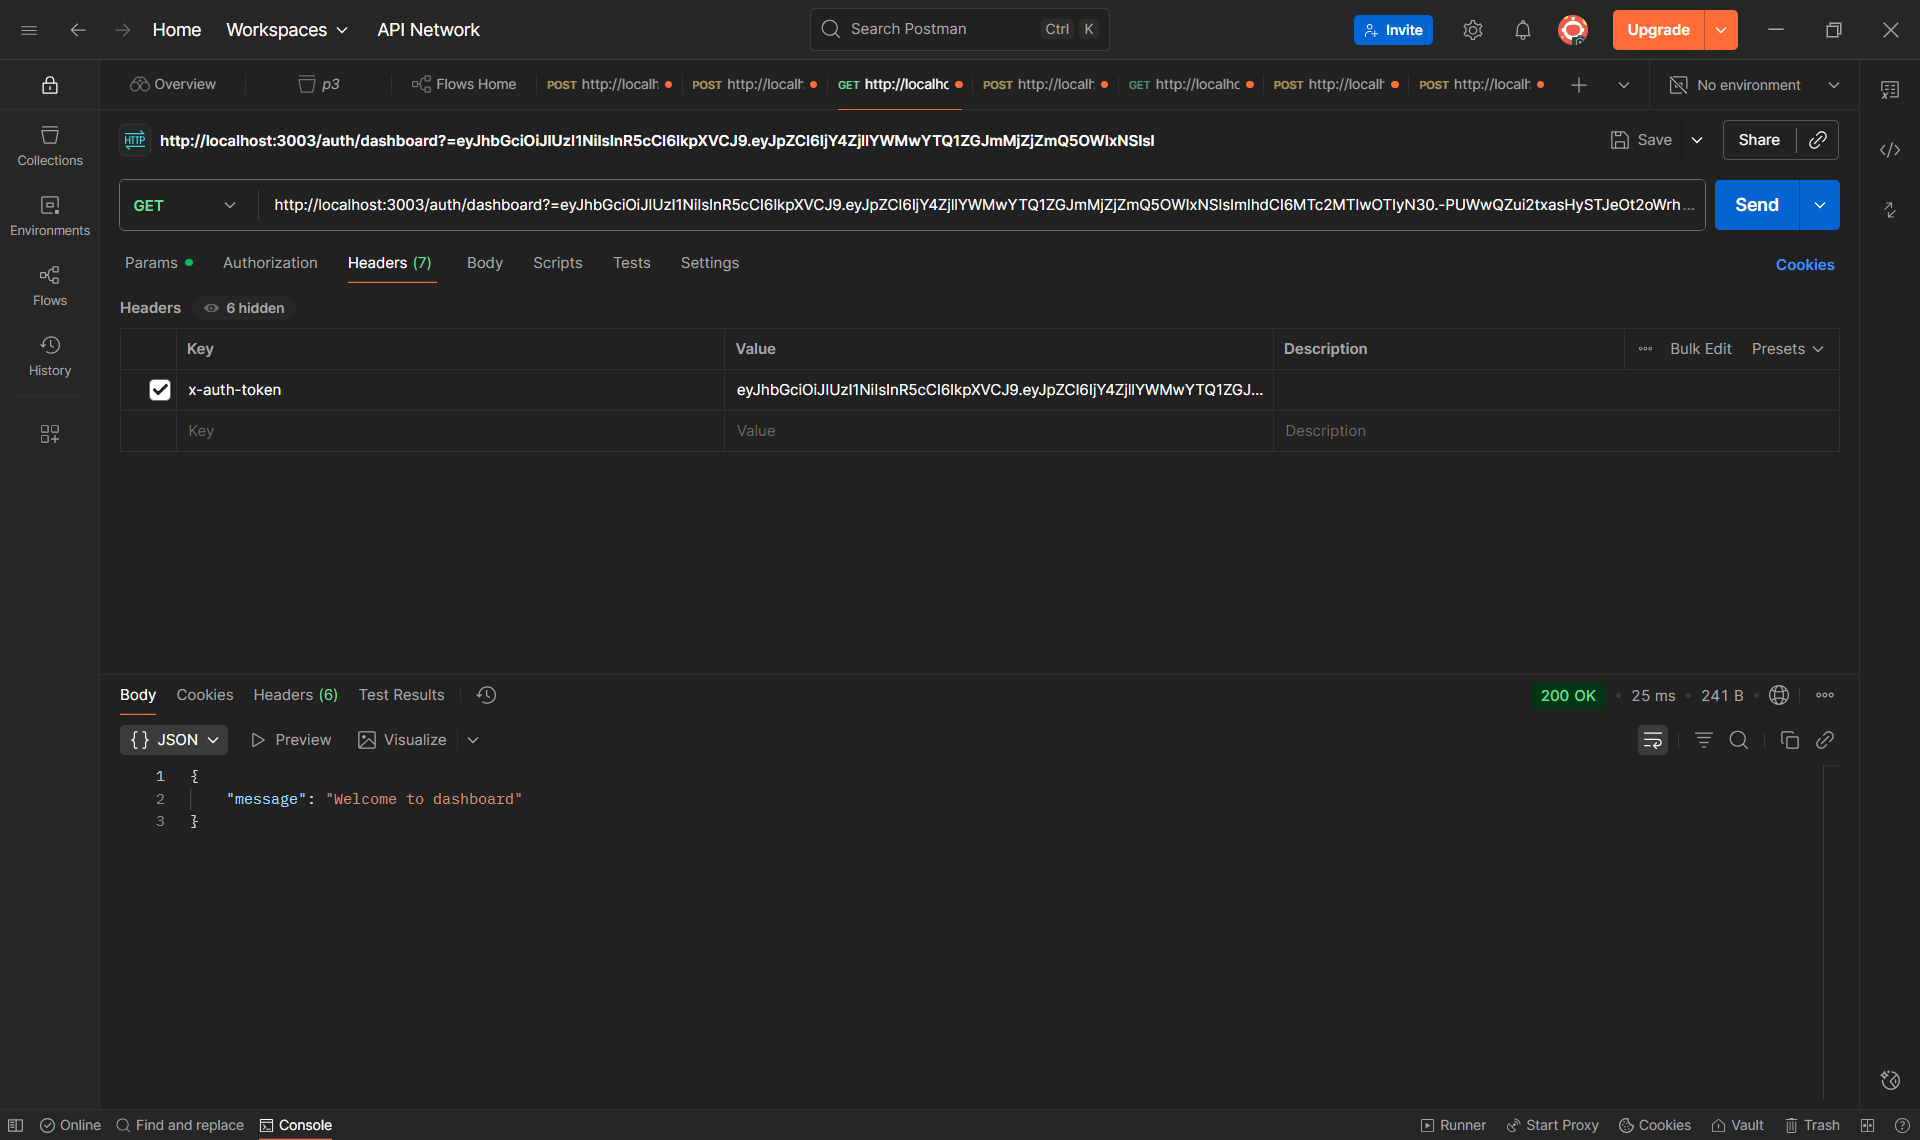 Home Workspaces API Network Search Postman Ctrl K Invite Upgrade
Overview p3 Flows Home POST http://localh POST http://localh GET http://localhc POST http://localh GET http://localhc POST http://localh POST http://localh No environment
HTTP http://localhost:3003/auth/dashboard?=eyJhbGciOiJIUzI1NiIsInR5cCI6IkpXVCJ9.eyJpZCI6IjY4ZjllYWMwYTQ1ZGJmMjZjZmQ5OWIxNSIsI Save Share
GET http://localhost:3003/auth/dashboard?=eyJhbGciOiJIUzI1NiIsInR5cCI6IkpXVCJ9.eyJpZCI6IjY4ZjllYWMwYTQ1ZGJmMjZjZmQ5OWIxNSIsImlhdCI6MTc2MTIwOTIyN30.-PUWwQZui2txasHySTJeOt2oWrh... Send
Collections
Environments
Flows
History
Params Authorization Headers (7) Body Scripts Tests Settings Cookies
Headers 6 hidden
Key Value Description Bulk Edit Presets
x-auth-token eyJhbGciOiJIUzI1NiIsInR5cCI6IkpXVCJ9.eyJpZCI6IjY4ZjllYWMwYTQ1ZGJ...
Key Value Description
Body Cookies Headers (6) Test Results 200 OK • 25 ms • 241 B •
{} JSON Preview Visualize
1 {
2 "message": "Welcome to dashboard"
3 }
Online Find and replace Console Runner Start Proxy Cookies Vault Trash